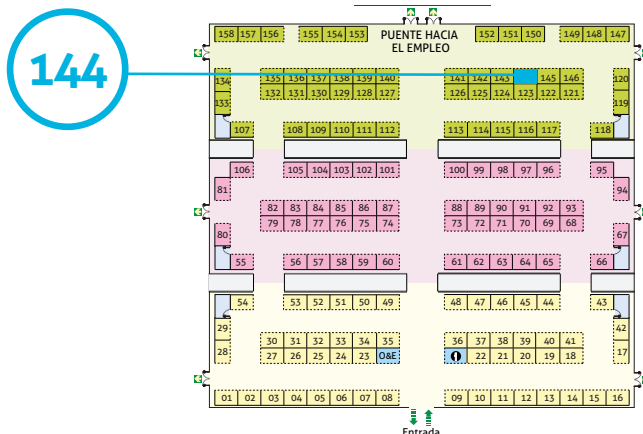 158 157 156 155 154 153 PUENTE HACIA 152 151 150 149 148 147
EL EMPLEO
144
134 135 136 137 138 139 140 141 142 143 145 146 120
133 132 131 130 129 128 127 126 125 124 123 122 121 119
107 108 109 110 111 112 113 114 115 116 117 118
106 105 104 103 102 101 100 99 98 97 96 95
81 94
82 83 84 85 86 87 88 89 90 91 92 93
79 78 77 76 75 74 73 72 71 70 69 68
80 67
55 56 57 58 59 60 61 62 63 64 65 66
54 53 52 51 50 49 48 47 46 45 44 43
29 42
30 31 32 33 34 35 36 37 38 39 40 41
28 27 26 25 24 23 O&E 22 21 20 19 18 17
01 02 03 04 05 06 07 08 09 10 11 12 13 14 15 16
Entrada